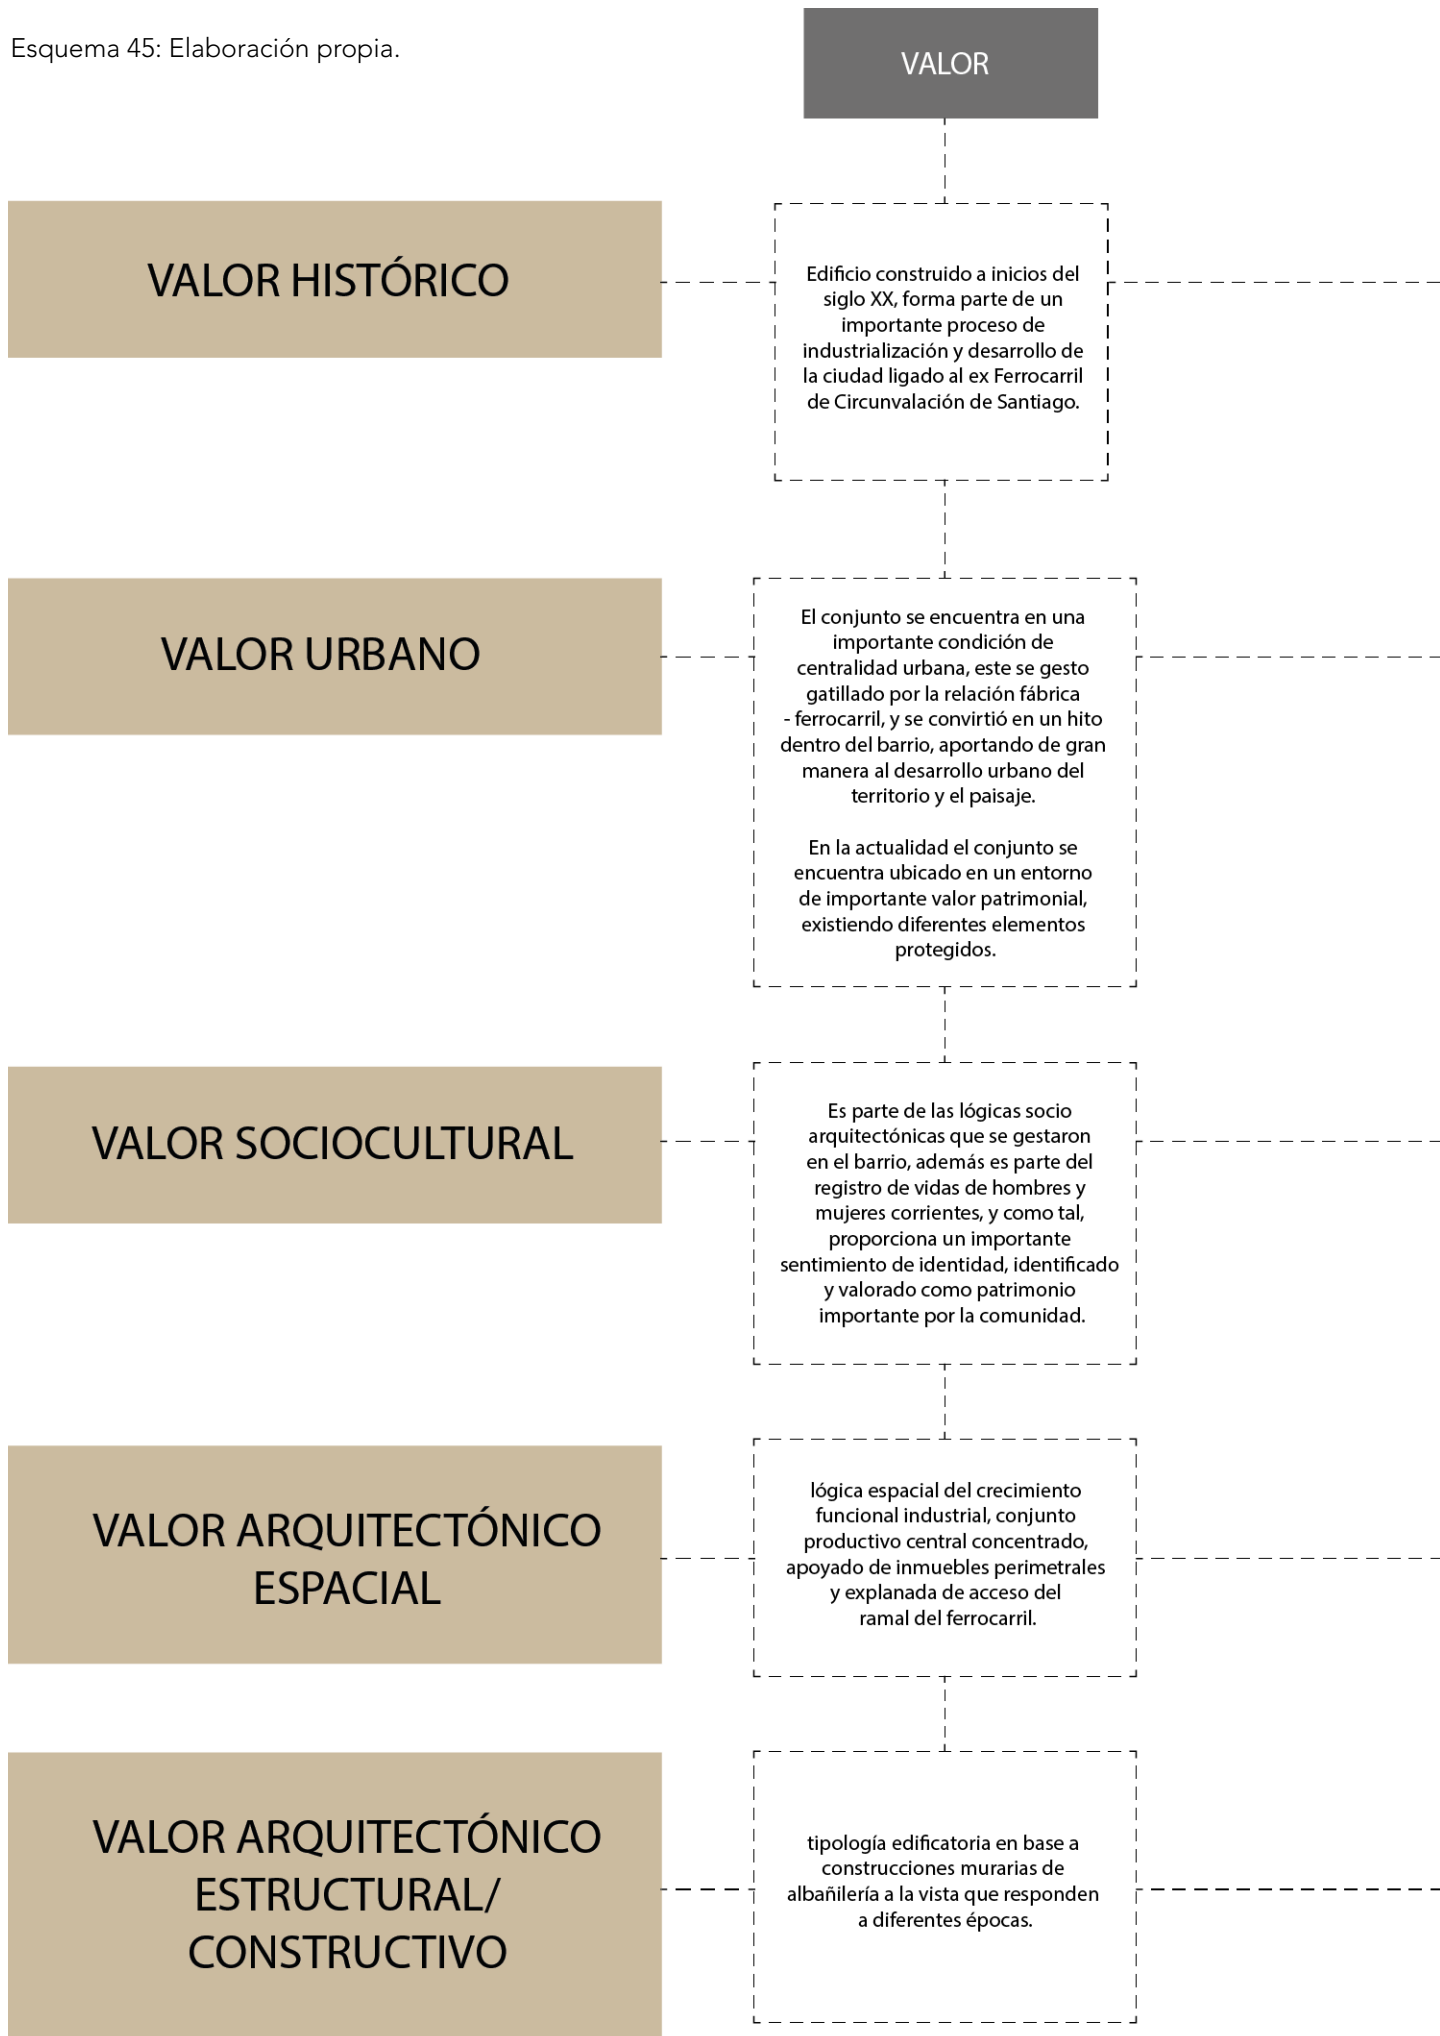 Esquema 45: Elaboración propia.
VALOR
VALOR HISTÓRICO
Edificio construido a inicios del
siglo XX, forma parte de un
importante proceso de
industrialización y desarrollo de
la ciudad ligado al ex Ferrocarril
de Circunvalación de Santiago.
VALOR URBANO
El conjunto se encuentra en una
importante condición de
centralidad urbana, este se gesto
gatillado por la relación fábrica
- ferrocarril, y se convirtió en un hito
dentro del barrio, aportando de gran
manera al desarrollo urbano del
territorio y el paisaje.
En la actualidad el conjunto se
encuentra ubicado en un entorno
de importante valor patrimonial,
existiendo diferentes elementos
protegidos.
VALOR SOCIOCULTURAL
Es parte de las lógicas socio
arquitectónicas que se gestaron
en el barrio, además es parte del
registro de vidas de hombres y
mujeres corrientes, y como tal,
proporciona un importante
sentimiento de identidad, identificado
y valorado como patrimonio
importante por la comunidad.
VALOR ARQUITECTÓNICO
ESPACIAL
lógica espacial del crecimiento
funcional industrial, conjunto
productivo central concentrado,
apoyado de inmuebles perimetrales
y explanada de acceso del
ramal del ferrocarril.
VALOR ARQUITECTÓNICO
ESTRUCTURAL/
CONSTRUCTIVO
tipología edificatoria en base a
construcciones murarias de
albañilería a la vista que responden
a diferentes épocas.